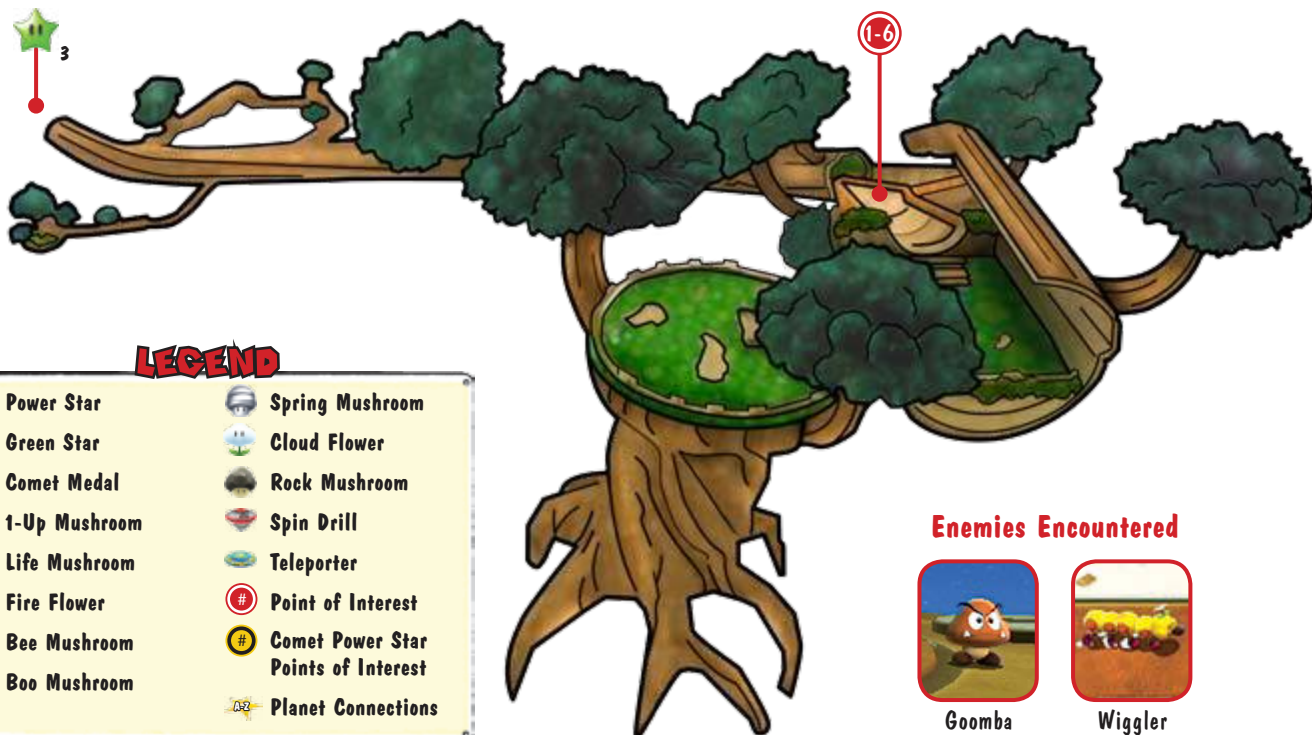 3
1-6
LEGEND
Power Star
Green Star
Comet Medal
1-Up Mushroom
Life Mushroom
Fire Flower
Bee Mushroom
Boo Mushroom
Spring Mushroom
Cloud Flower
Rock Mushroom
Spin Drill
Teleporter
# Point of Interest
# Comet Power Star
Points of Interest
A-Z Planet Connections
Enemies Encountered
Goomba
Wiggler